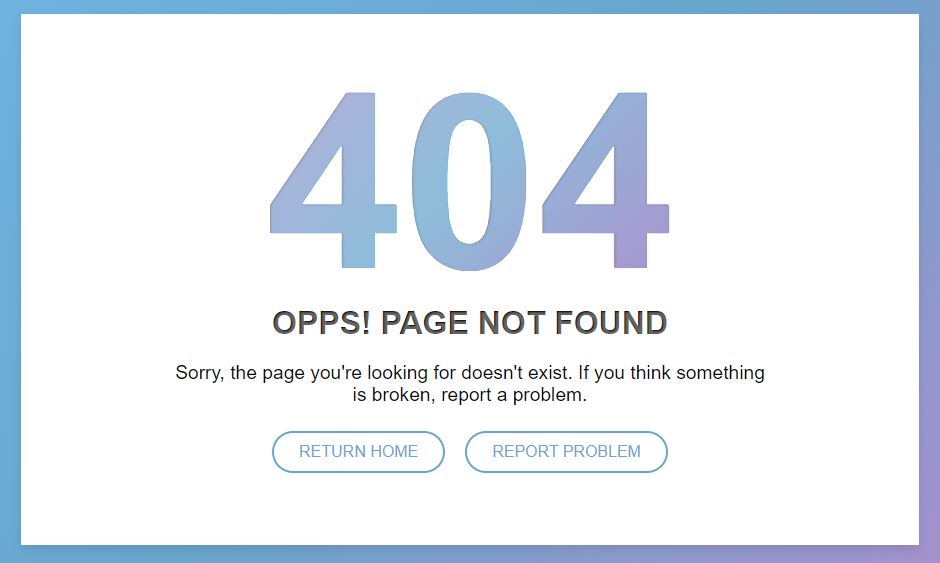 404
OPPS! PAGE NOT FOUND
Sorry, the page you're looking for doesn't exist. If you think something
is broken, report a problem.
RETURN HOME
REPORT PROBLEM